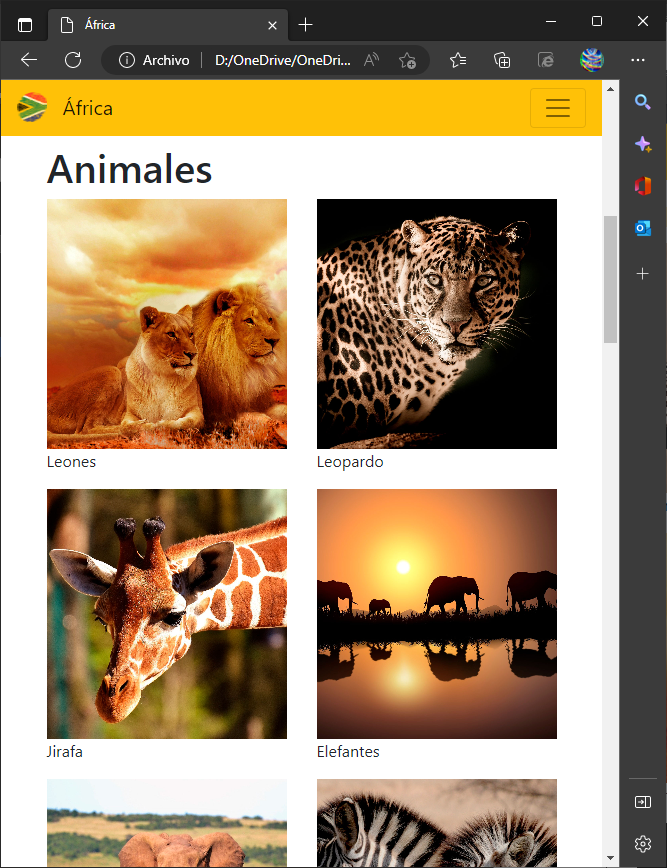 África
Archivo
D:/OneDrive/OneDri...
África
Animales
Leones
Leopardo
Jirafa
Elefantes